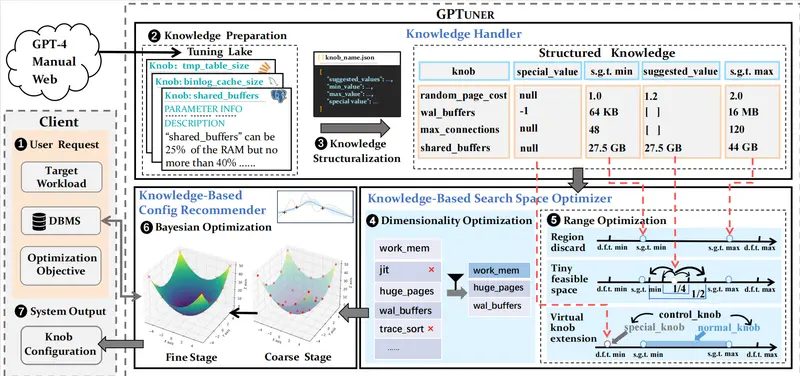 GPTUNER
GPT-4
Manual
Web
Client
❶ User Request
Target
Workload
DBMS
Optimization
Objective
❼ System Output
Knob
Configuration
❷ Knowledge Preparation
Tuning Lake
Knob: tmp_table_size
Knob: binlog_cache_size
Knob: shared_buffers
PARAMETER INFO
DESCRIPTION
"shared_buffers" can be
25% of the RAM but no
more than 40% ......
knob_name.json
"suggested_values": ...,
"min_value": ...,
"max_value": ...,
"special value": ...
❸ Knowledge
Structuralization
Knowledge Handler
Structured Knowledge
knob special_value s.g.t. min suggested_value s.g.t. max
random_page_cost null 1.0 1.2 2.0
wal_buffers -1 64 KB [ ] 16 MB
max_connections null 48 [ ] 120
shared_buffers null 27.5 GB 27.5 GB 44 GB
Knowledge-Based
Config Recommender
❻ Bayesian Optimization
Fine Stage
Coarse Stage
Knowledge-Based Search Space Optimizer
❹ Dimensionality Optimization
work_mem
jit ×
huge_pages
wal_buffers
trace_sort ×
......
work_mem
huge_pages
wal_buffers
❺ Range Optimization
Region
discard
d.f.t. min s.g.t. min s.g.t. max d.f.t. max
Tiny
feasible
space
1/4
1/2
d.f.t. min s.g.t. min s.g.t. max d.f.t. max
Virtual
knob
extension
control_knob
special_knob normal_knob
d.f.t. min s.g.t. min s.g.t. max d.f.t. max